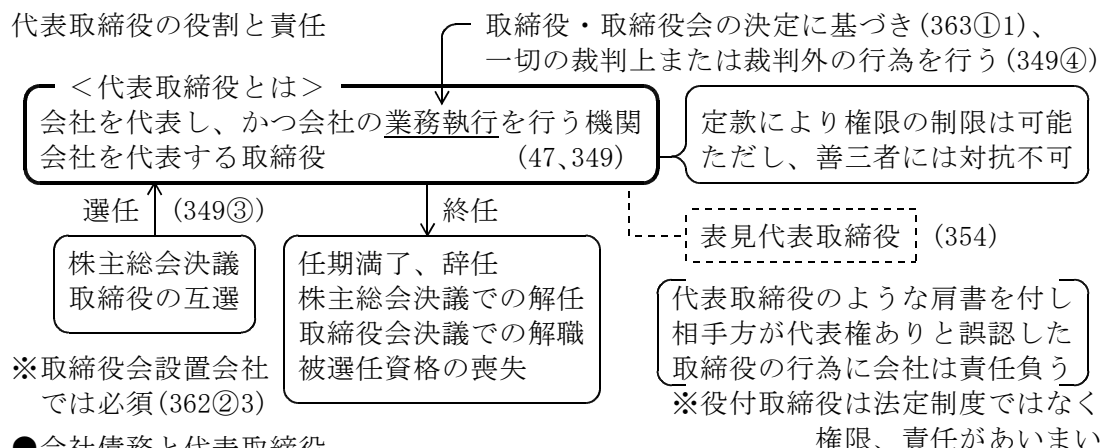 代表取締役の役割と責任
取締役・取締役会の決定に基づき(363①1)、
一切の裁判上または裁判外の行為を行う(349④)
＜代表取締役とは＞
会社を代表し、かつ会社の業務執行を行う機関
会社を代表する取締役 (47、349)
定款により権限の制限は可能
ただし、善三者には対抗不可
選任 (349③)
株主総会決議
取締役の互選
※取締役会設置会社
では必須(362②3)
終任
任期満了、辞任
株主総会決議での解任
取締役会決議での解職
被選任資格の喪失
表見代表取締役 (354)
代表取締役のような肩書を付し
相手方が代表権ありと誤認した
取締役の行為に会社は責任負う
※役付取締役は法定制度ではなく
権限、責任があいまい
●会社債務と代表取締役